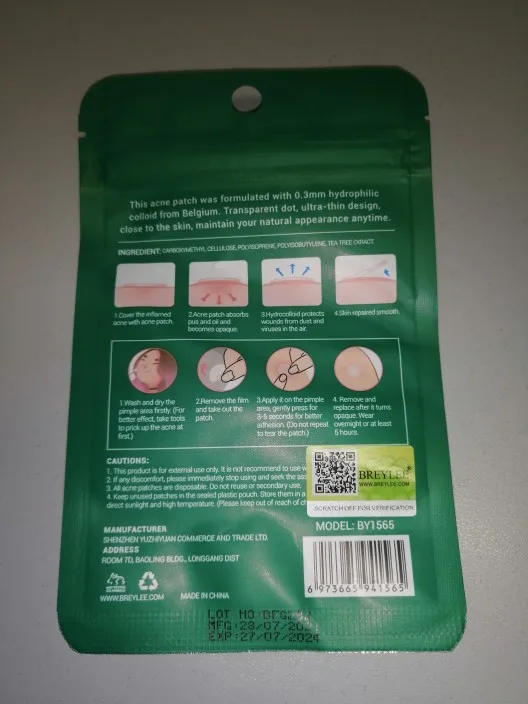 This acne patch was formulated with 0.3mm hydrophilic
colloid from Belgium. Transparent dot, ultra-thin design,
close to the skin, maintain your natural appearance anytime.
INGREDIENT: CARBOXYMETHYL CELLULOSE, POLYISOPRENE, POLYISOBUTYLENE, TEA TREE EXTRACT.
1.Cover the inflamed
acne with acne patch.
2.Acne patch absorbs
pus and oil and
becomes opaque.
3.Hydrocolloid protects
wounds from dust and
viruses in the air.
4.Skin repaired smooth.
1.Wash and dry the
pimple area firstly. (For
better effect, take tools
to prick up the acne at
first.)
2.Remove the film
and take out the
patch.
3.Apply it on the pimple
area, gently press for
3-5 seconds for better
adhesion. (Do not repeat
to tear the patch.)
4. Remove and
replace after it turns
opaque. Wear
overnight or at least
5 hours.
CAUTIONS:
1. This product is for external use only. It is not recommend to use
2. If any discomfort, please immediately stop using and seek the
3. All acne patches are disposable. Do not reuse or secondary use.
4. Keep unused patches in the sealed plastic pouch. Store them in a
direct sunlight and high temperature. (Please keep out of reach of
BREYLEE®
WWW.BREYLEE.COM
SCRATCH OFF FOR VERIFICATION
MANUFACTURER
SHENZHEN YUZHIYUAN COMMERCE AND TRADE LTD.
ADDRESS
ROOM 7D, BAOLING BLDG., LONGGANG DIST
MODEL: BY1565
6 973665 941565
WWW.BREYLEE.COM MADE IN CHINA
LOT NO
MFG:28/07/
EXP:27/07/2024